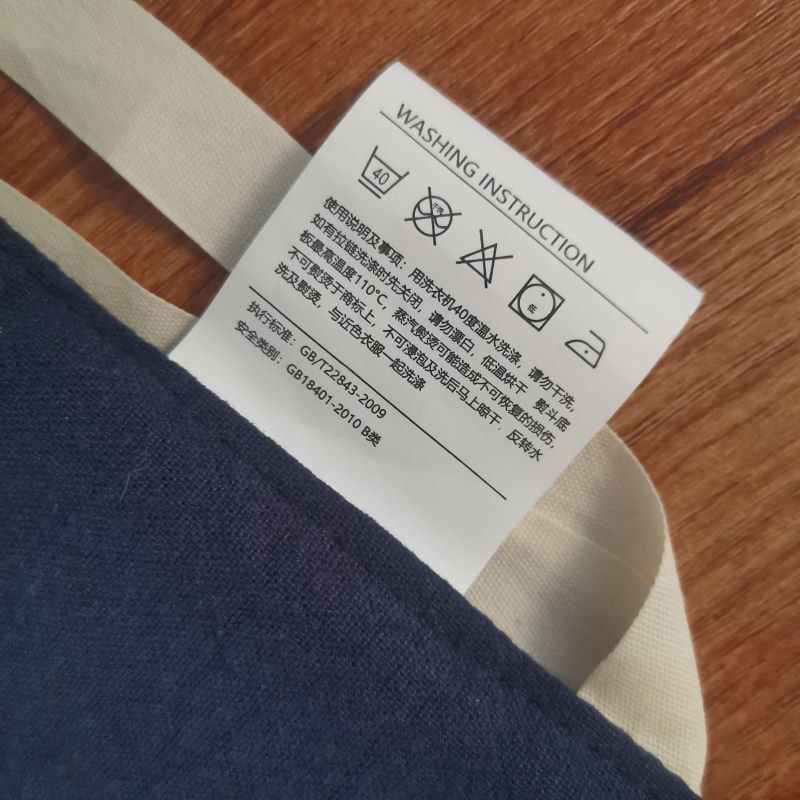 WASHING INSTRUCTION
40
干洗
低
使用说明及事项：用洗衣机40度温水洗涤，请勿干洗，
如有拉链洗涤时先关闭，请勿漂白，低温烘干 熨斗底
板最高温度110°C，蒸汽熨烫可能造成不可恢复的损伤，
不可熨烫于商标上，不可浸泡及洗后马上晾干，反转水
洗及熨烫，与近色衣服一起洗涤
执行标准：GB/T22843-2009
安全类别：GB18401-2010 B类